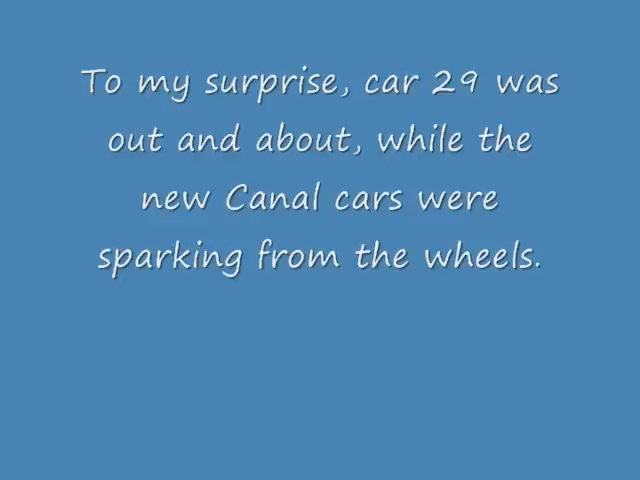 To my surprise, car 29 was
out and about, while the
new Canal cars were
sparking from the wheels.